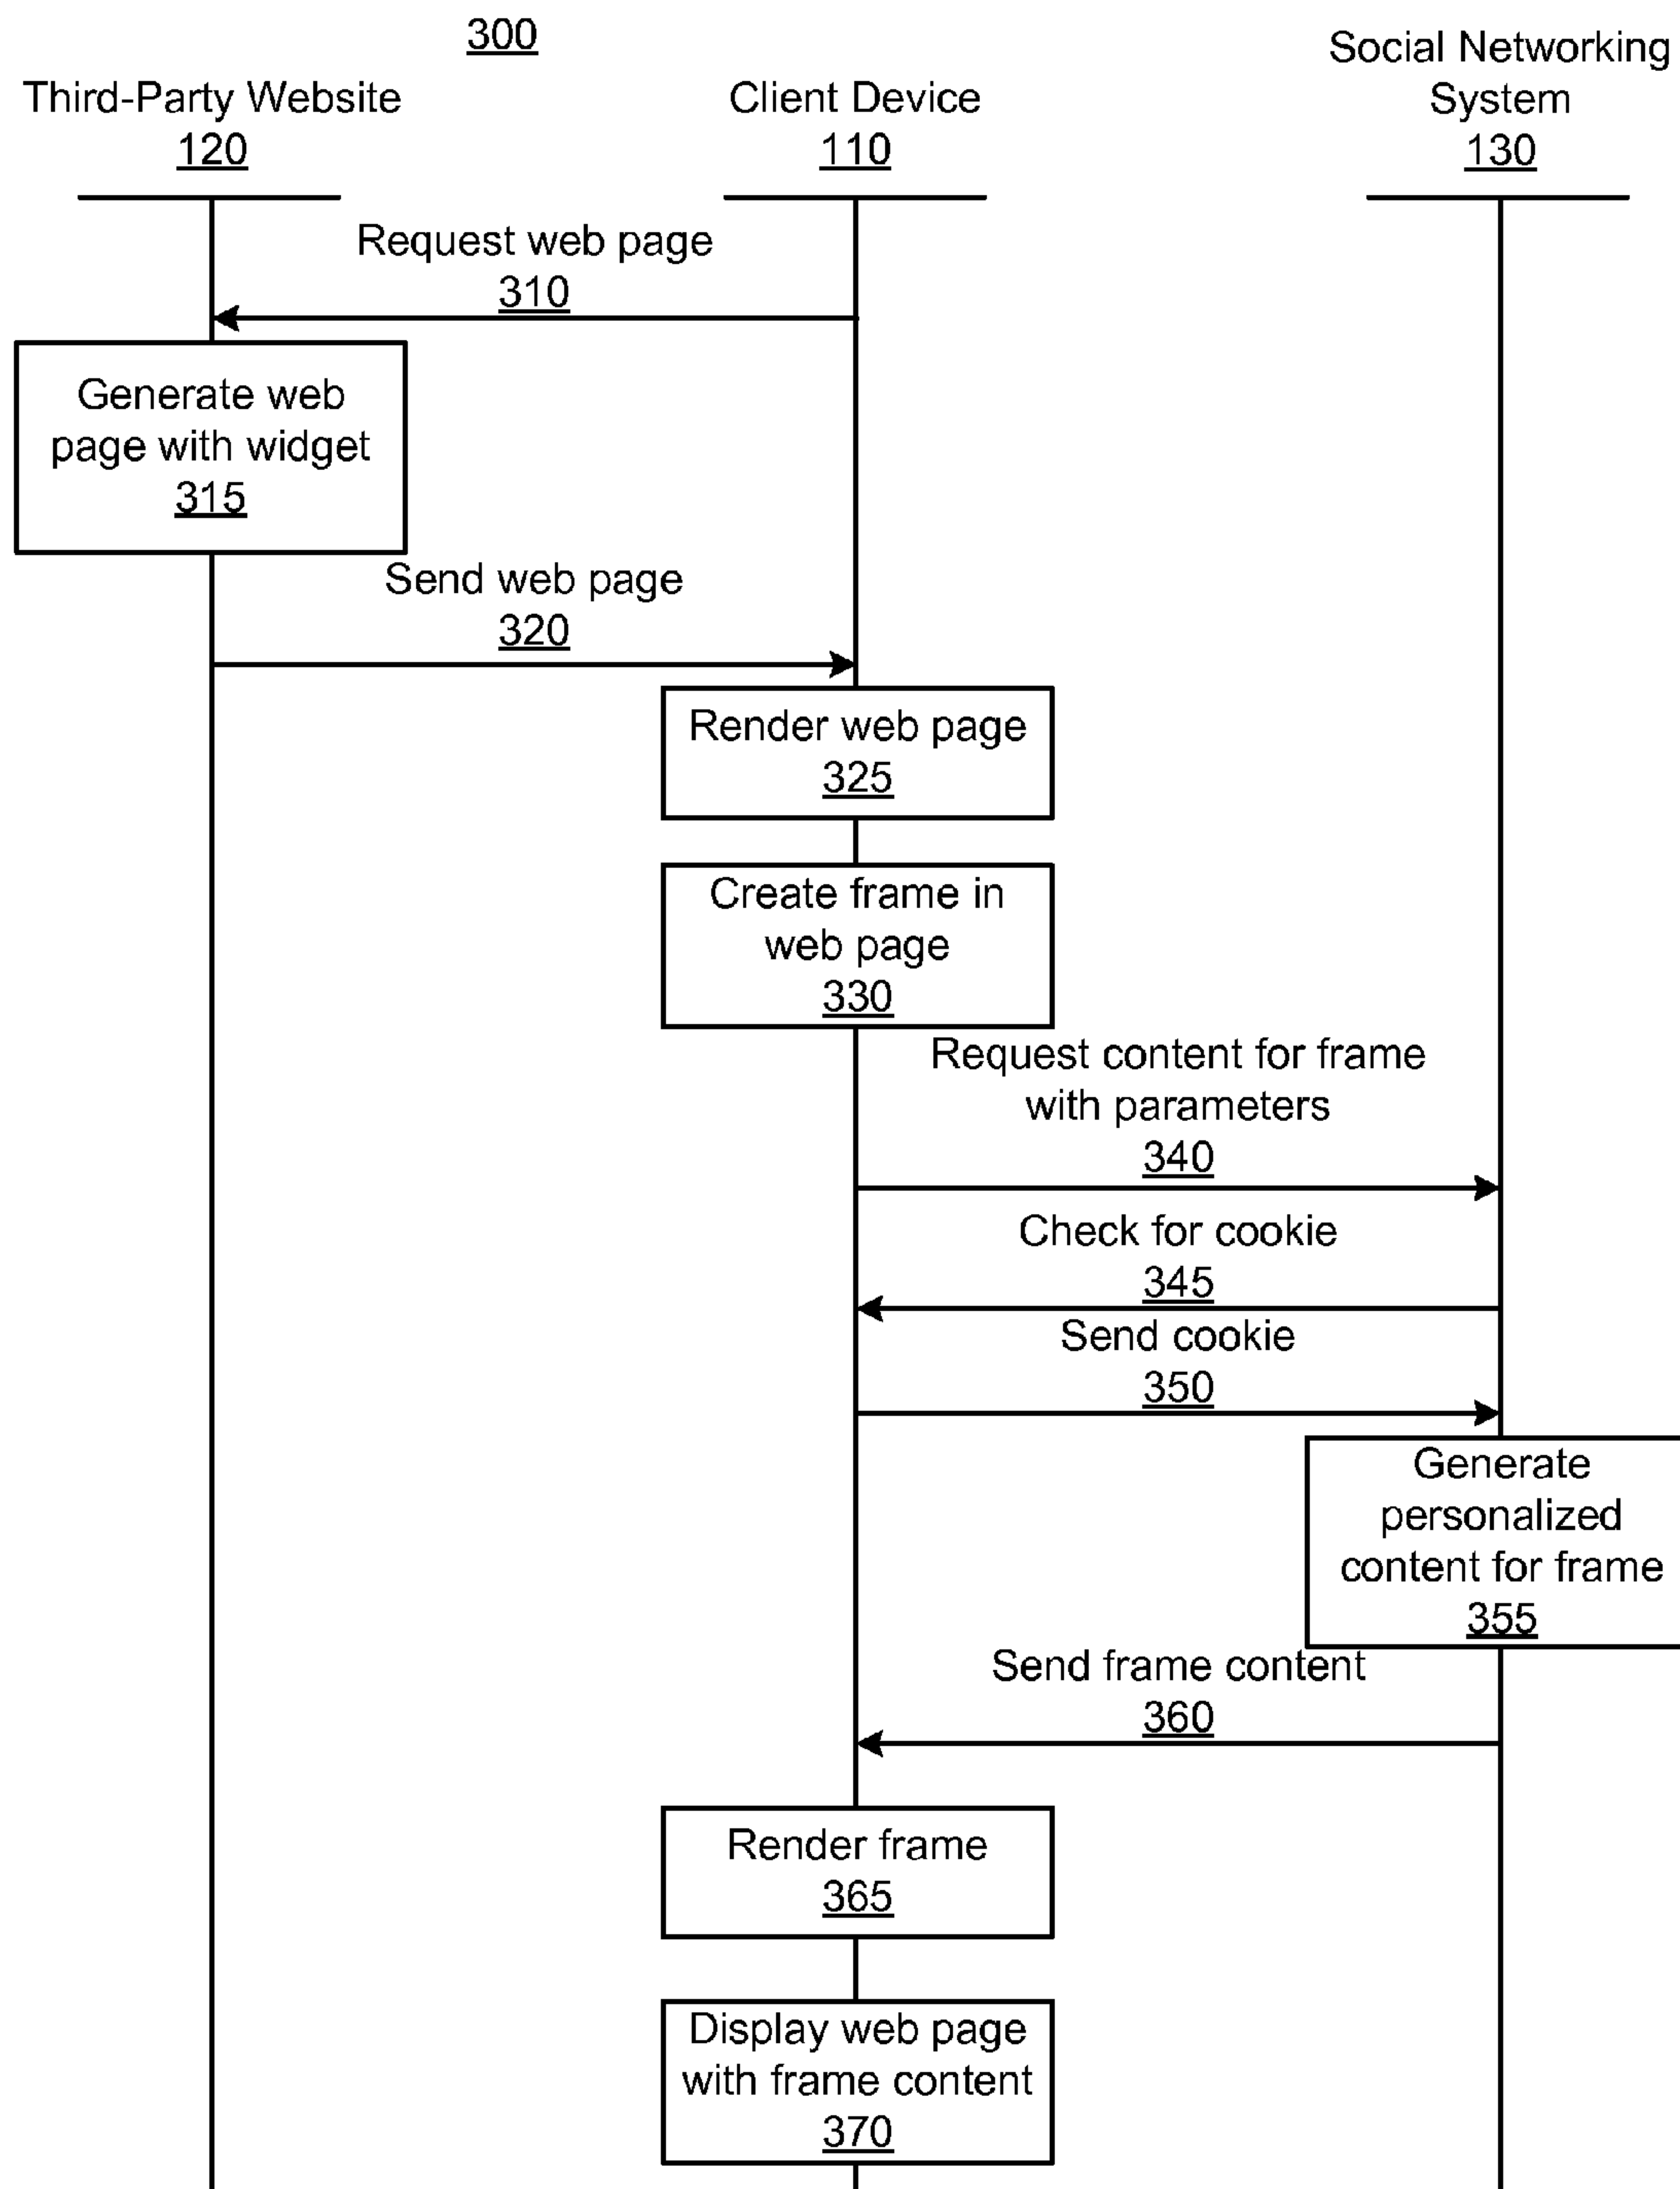 300
Third-Party Website
120
Client Device
110
Social Networking
System
130
Request web page
310
Generate web
page with widget
315
Send web page
320
Render web page
325
Create frame in
web page
330
Request content for frame
with parameters
340
Check for cookie
345
Send cookie
350
Generate
personalized
content for frame
355
Send frame content
360
Render frame
365
Display web page
with frame content
370